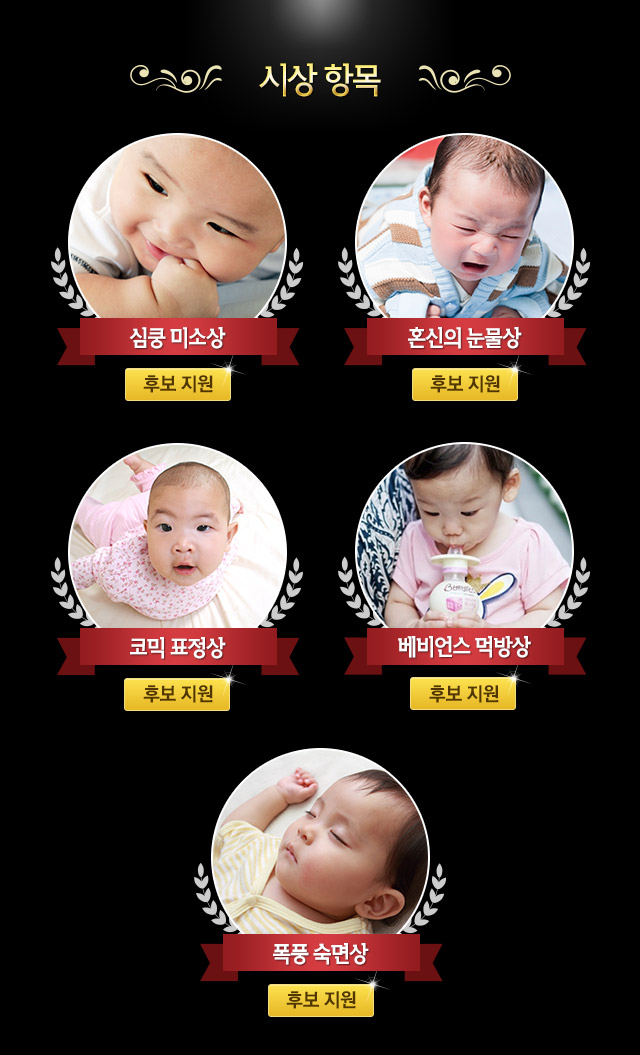 시상 항목
심쿵 미소상
혼신의 눈물상
후보 지원
후보 지원
코믹 표정상
베비언스 먹방상
후보 지원
후보 지원
폭풍 숙면상
후보 지원